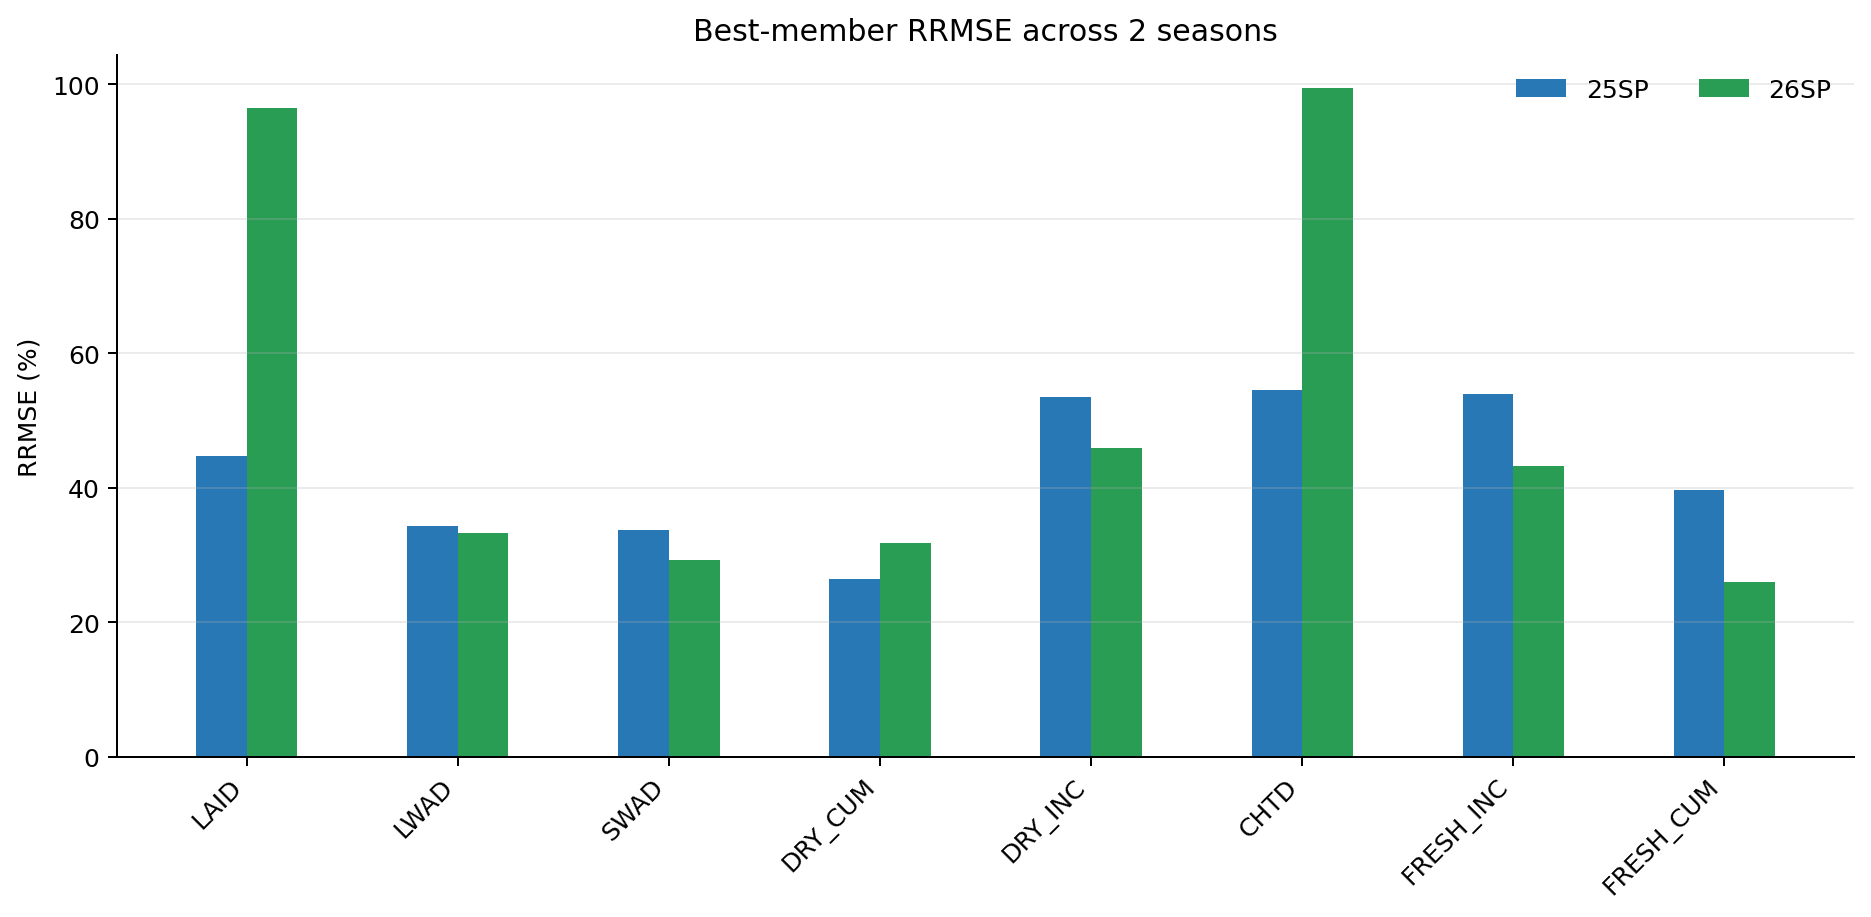 Best-member RRMSE across 2 seasons
25SP 26SP
RRMSE (%)
100
80
60
40
20
0
LAID
LWAD
SWAD
DRY_CUM
DRY_INC
CHTD
FRESH_INC
FRESH_CUM